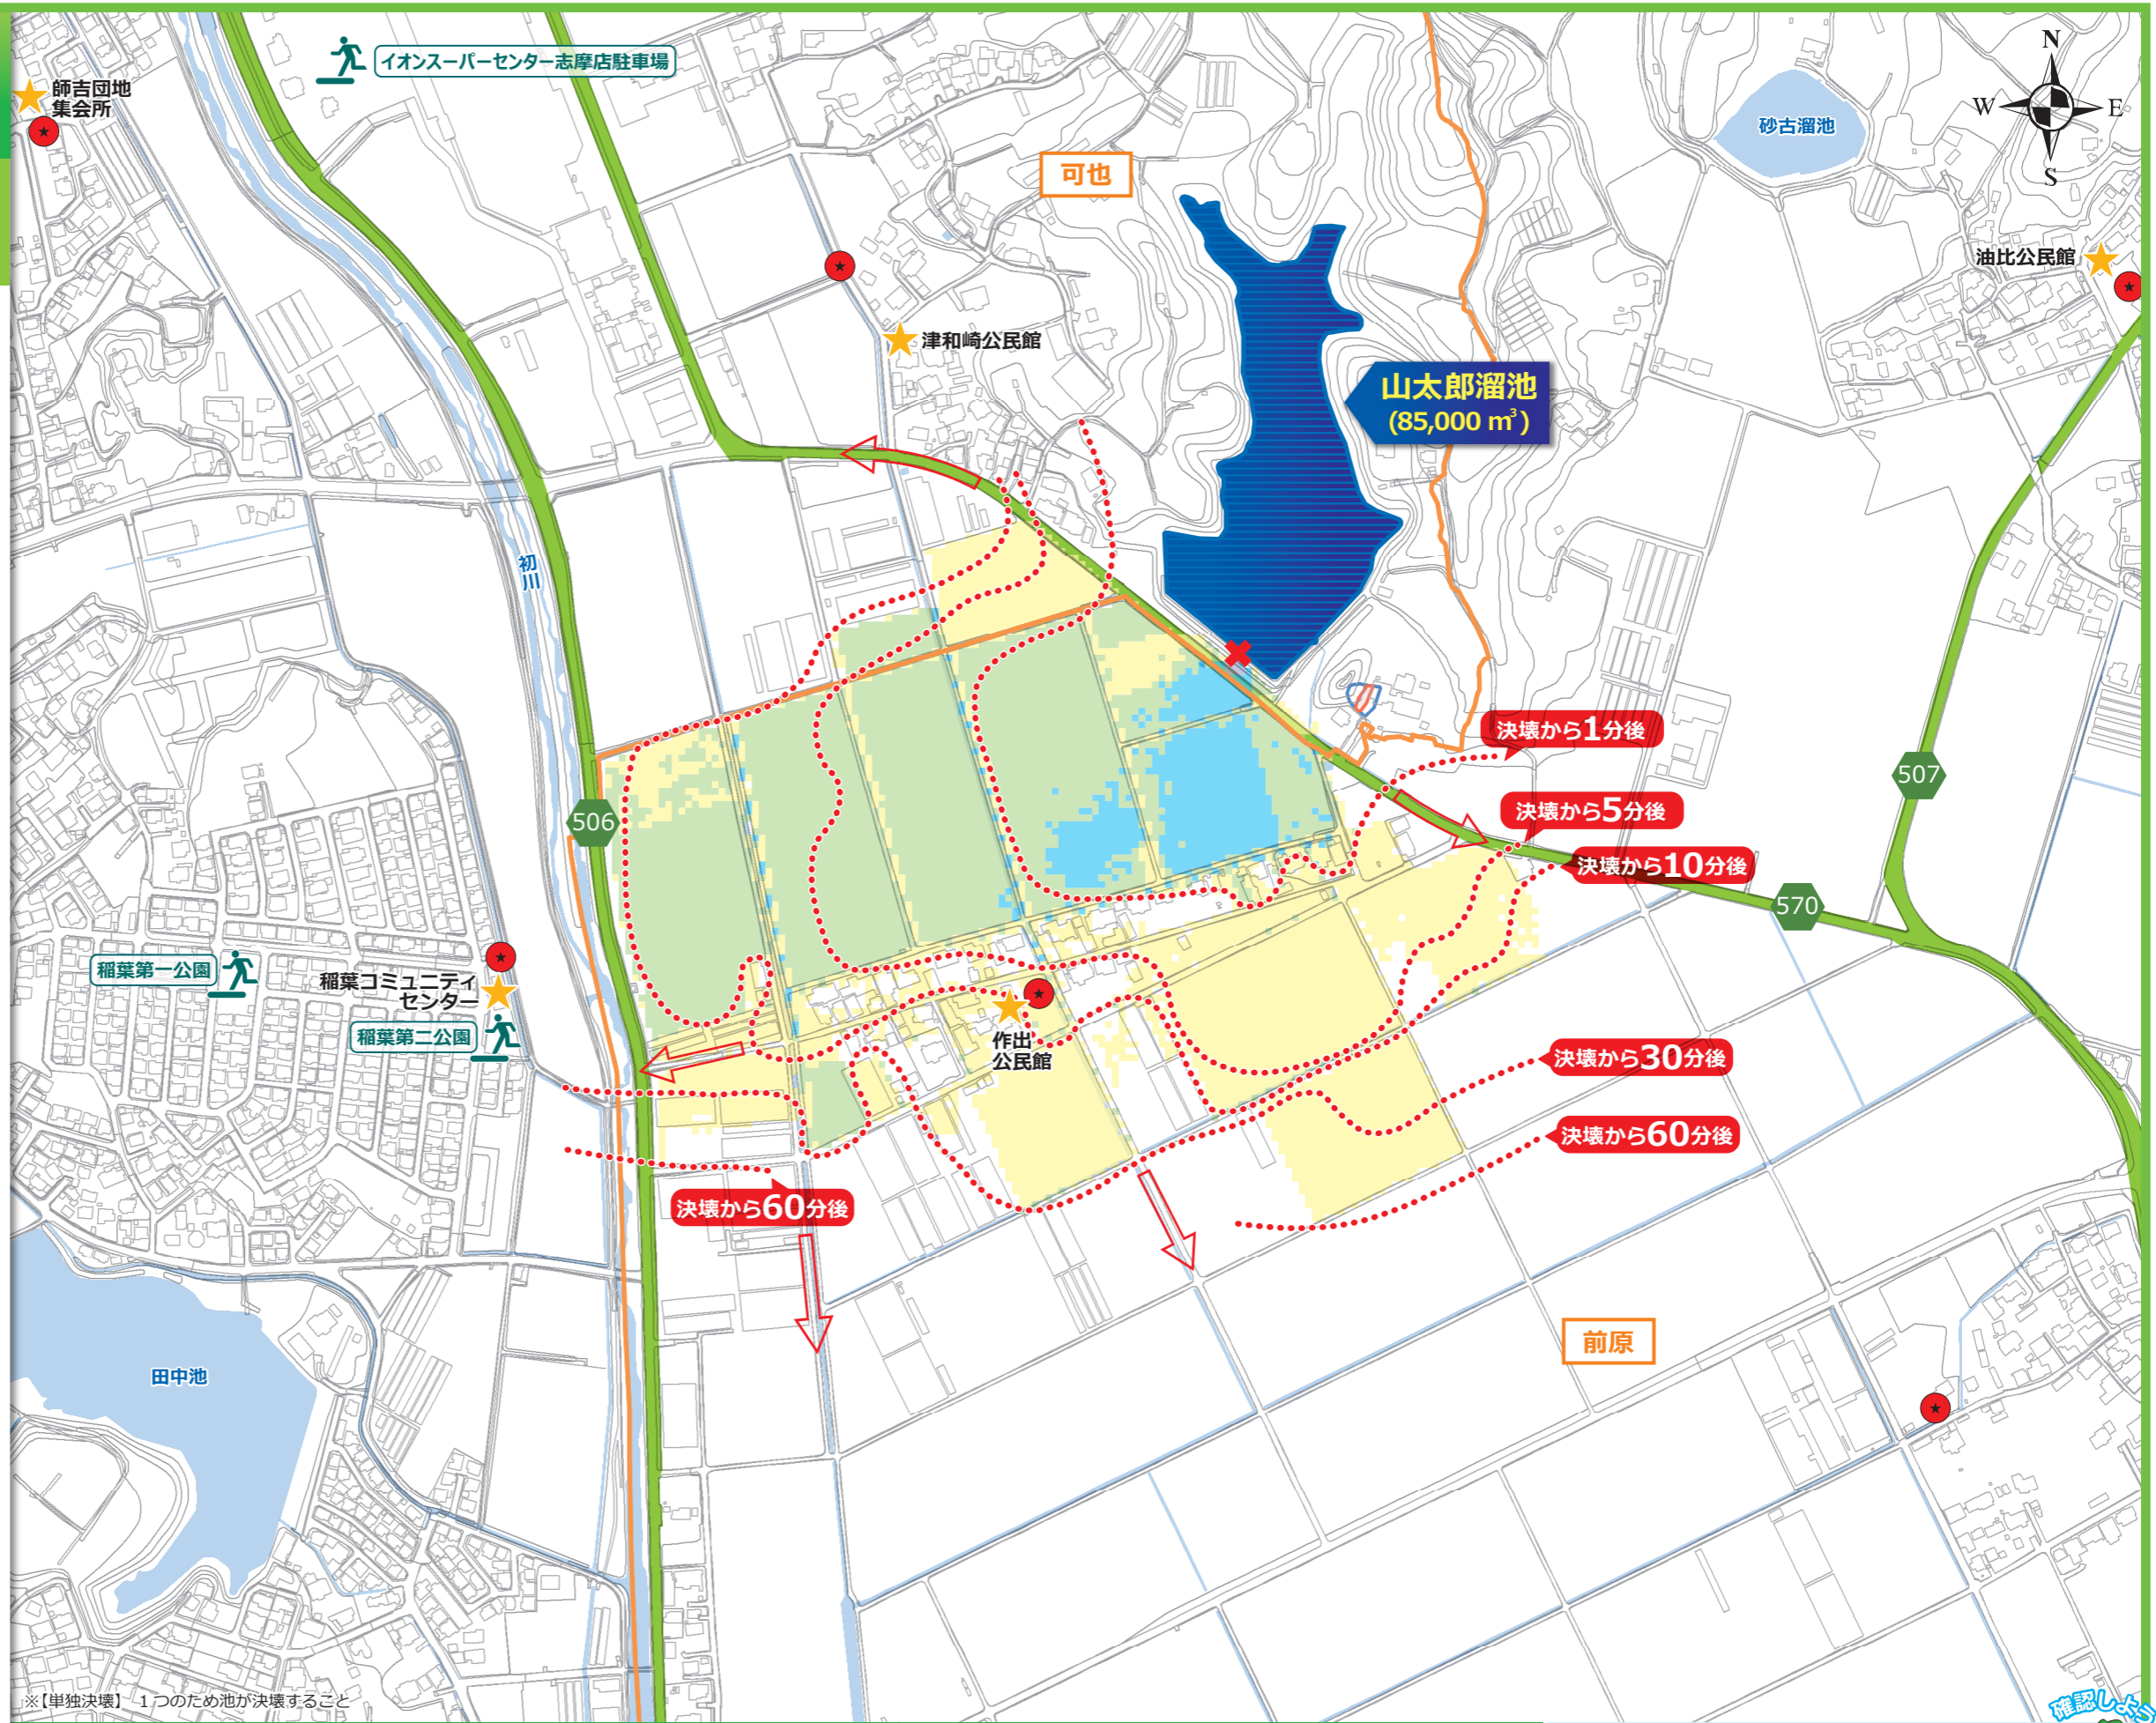 イオンスーパーセンター志摩店駐車場
師吉団地
集会所
N
W
E
S
砂古溜池
可也
油比公民館
津和崎公民館
山太郎溜池
(85,000 m³)
初川
決壊から1分後
507
決壊から5分後
506
決壊から10分後
570
稲葉第一公園
稲葉コミュニティ
センター
稲葉第二公園
作出
公民館
決壊から30分後
決壊から60分後
決壊から60分後
前原
田中池
※【単独決壊】 1つのため池が決壊すること
確認しよう